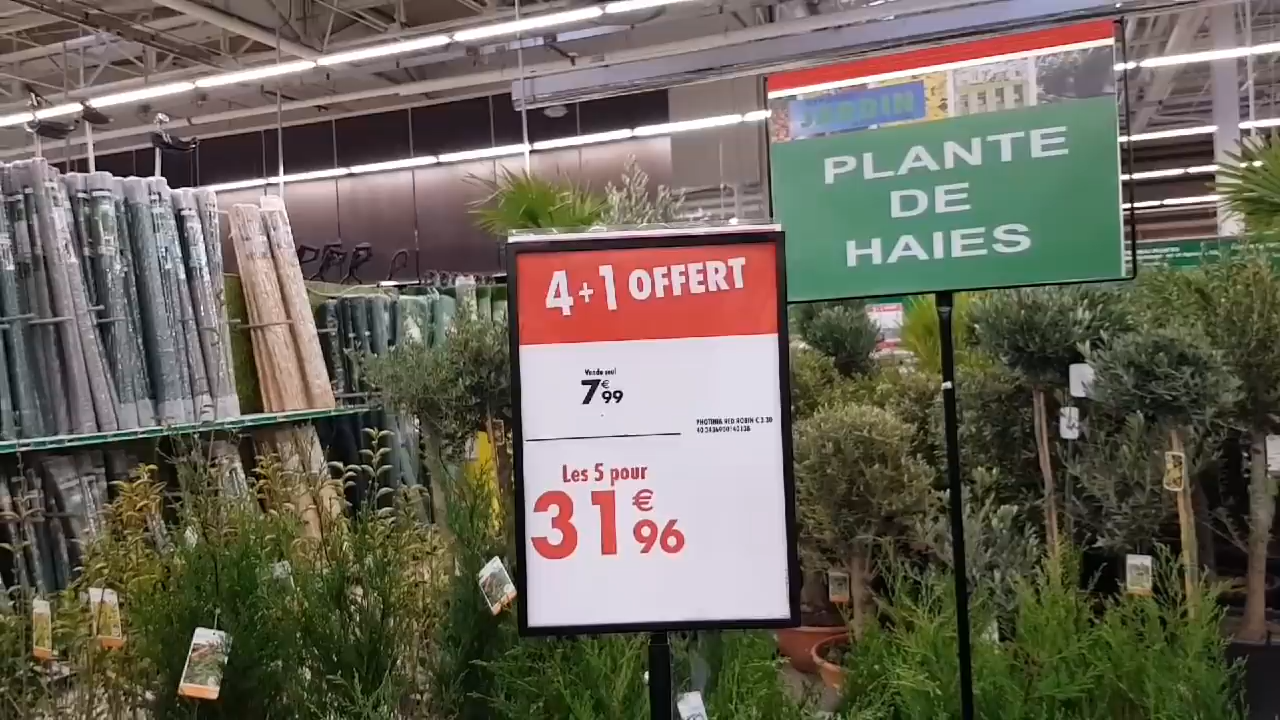 JARDIN
PLANTE
DE
HAIES
4+1 OFFERT
Vendu seul
7€99
PHOTINIA RED ROBIN C 3.30
Les 5 pour
31€96